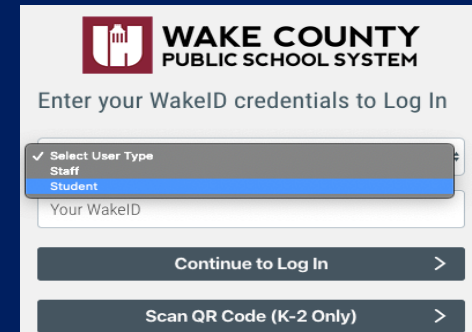 WAKE COUNTY
PUBLIC SCHOOL SYSTEM
Enter your WakeID credentials to Log In
✓ Select User Type
Staff
Student
Your WakeID
Continue to Log In >
Scan QR Code (K-2 Only) >